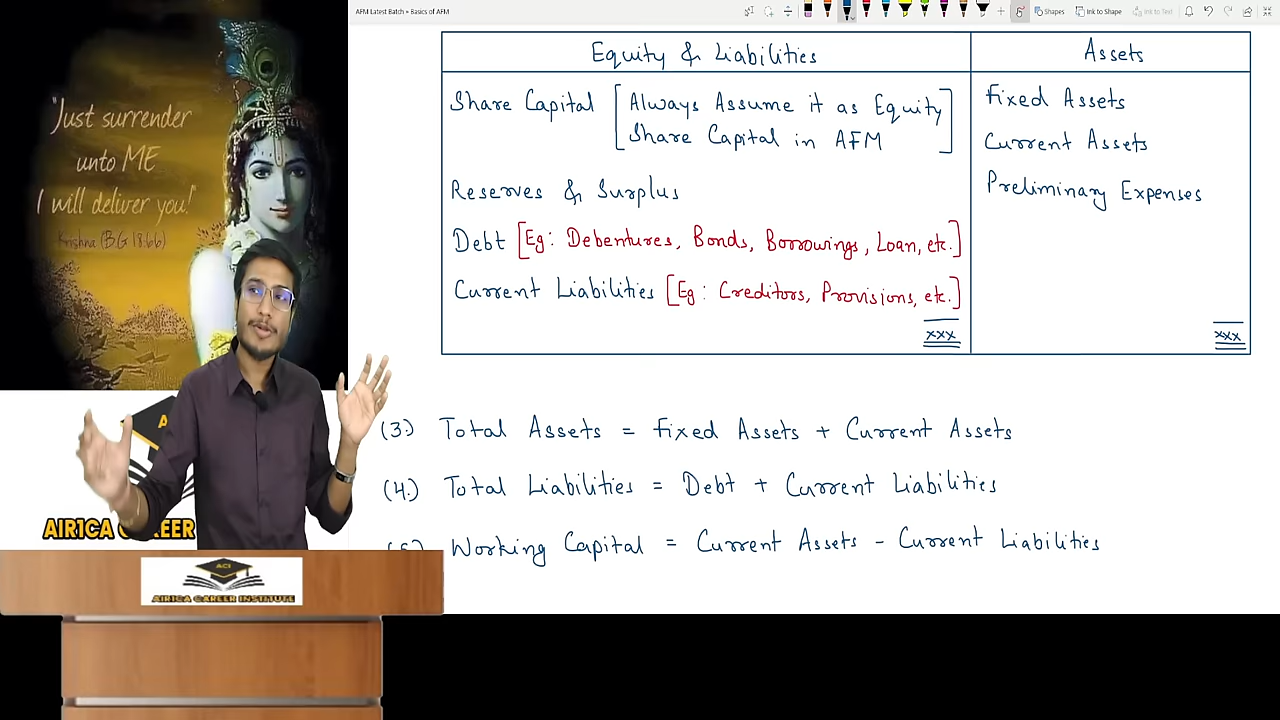 AFM Latest Batch » Basics of AFM
Shapes
Ink to Shape
Ink to Text
"Just surrender
unto ME
I will deliver you!"
Krishna (BG 18:66)
Equity & Liabilities
Assets
Share Capital [Always Assume it as Equity
Share Capital in AFM]
Reserves & Surplus
Debt [Eg: Debentures, Bonds, Borrowings, Loan, etc.]
Current Liabilities [Eg: Creditors, Provisions, etc.]
xxx
Fixed Assets
Current Assets
Preliminary Expenses
xxx
(3.) Total Assets = Fixed Assets + Current Assets
(4.) Total Liabilities = Debt + Current Liabilities
Working Capital = Current Assets - Current Liabilities
AIR1CA CAREER
ACI
AIR1CA CAREER INSTITUTE